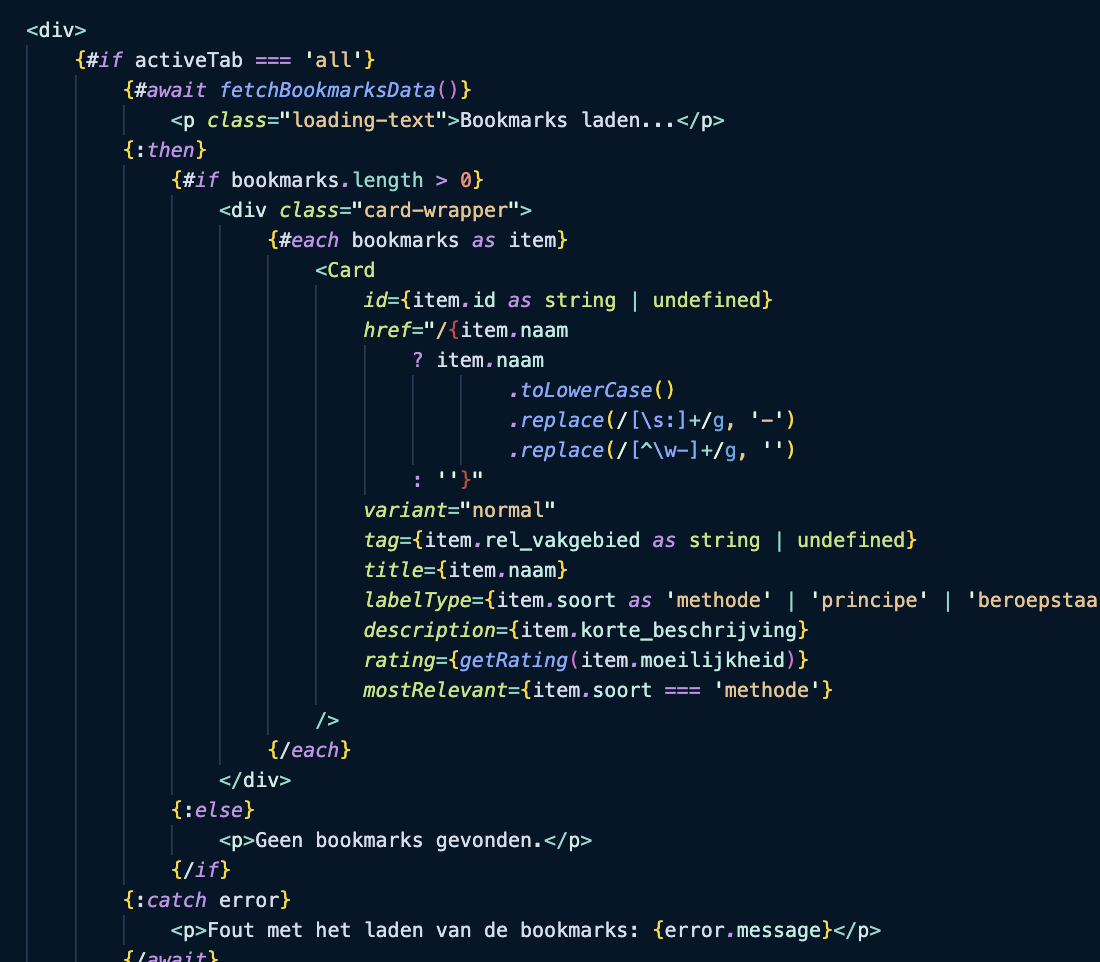 <div>
{#if activeTab === 'all'}
{#await fetchBookmarksData()}
<p class="loading-text">Bookmarks laden...</p>
{:then}
{#if bookmarks.length > 0}
<div class="card-wrapper">
{#each bookmarks as item}
<Card
id={item.id as string | undefined}
href="/{item.naam
? item.naam
.toLowerCase()
.replace(/[\s:]+/g, '-')
.replace(/[^\w-]+/g, '')
: ''}"
variant="normal"
tag={item.rel_vakgebied as string | undefined}
title={item.naam}
labelType={item.soort as 'methode' | 'principe' | 'beroepstaa
description={item.korte_beschrijving}
rating={getRating(item.moeilijkheid)}
mostRelevant={item.soort === 'methode'}
/>
{/each}
</div>
{:else}
<p>Geen bookmarks gevonden.</p>
{/if}
{:catch error}
<p>Fout met het laden van de bookmarks: {error.message}</p>
{/await}